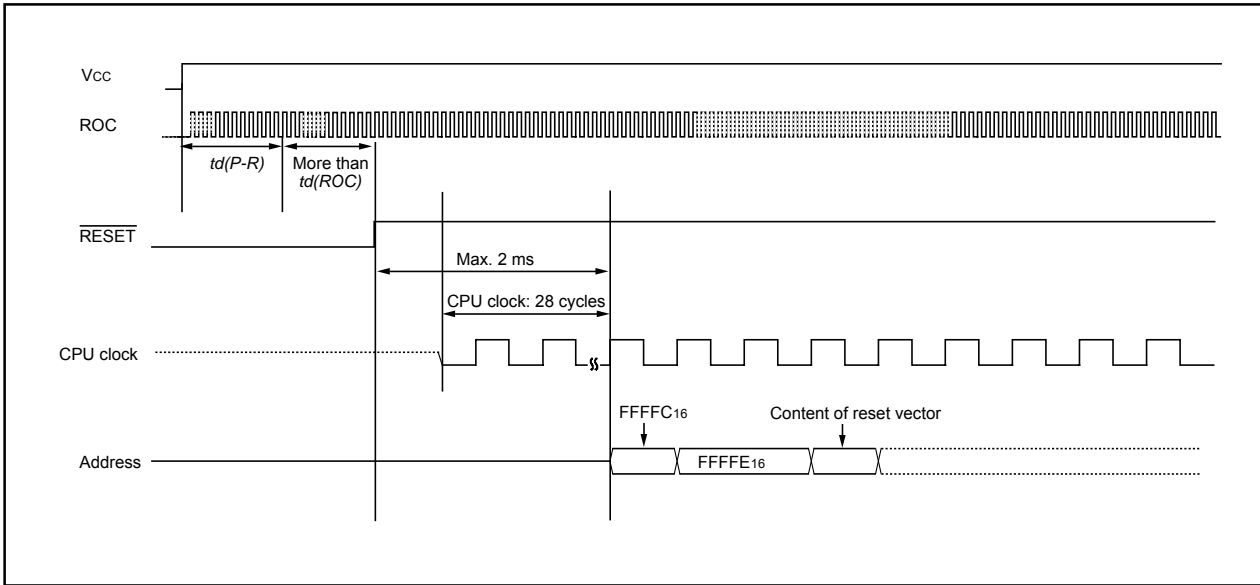 Vcc
ROC
td(P-R)
More than
td(ROC)
RESET
Max. 2 ms
CPU clock: 28 cycles
CPU clock
FFFFC16
Content of reset vector
Address
FFFFE16